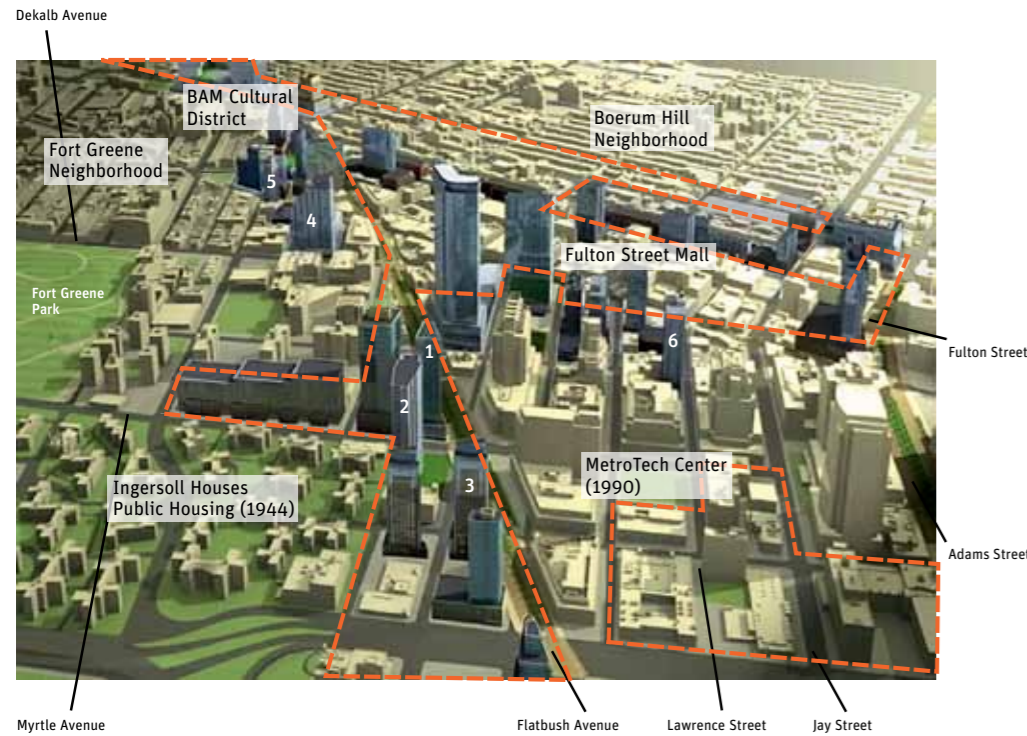 Dekalb Avenue
BAM Cultural
District
Boerum Hill
Neighborhood
Fort Greene
Neighborhood
5
4
Fulton Street Mall
Fort Greene
Park
1
6
Fulton Street
2
MetroTech Center
(1990)
3
Ingersoll Houses
Public Housing (1944)
Adams Street
Myrtle Avenue
Flatbush Avenue
Lawrence Street
Jay Street